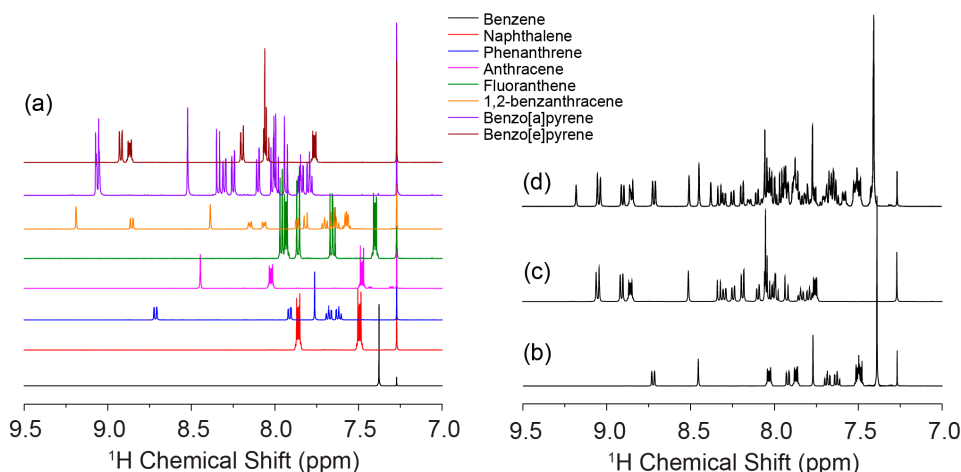 (a)
Benzene
Naphthalene
Phenanthrene
Anthracene
Fluoranthene
1,2-benzanthracene
Benzo[a]pyrene
Benzo[e]pyrene
9.5 9.0 8.5 8.0 7.5 7.0
¹H Chemical Shift (ppm)
(d)
(c)
(b)
9.5 9.0 8.5 8.0 7.5 7.0
¹H Chemical Shift (ppm)